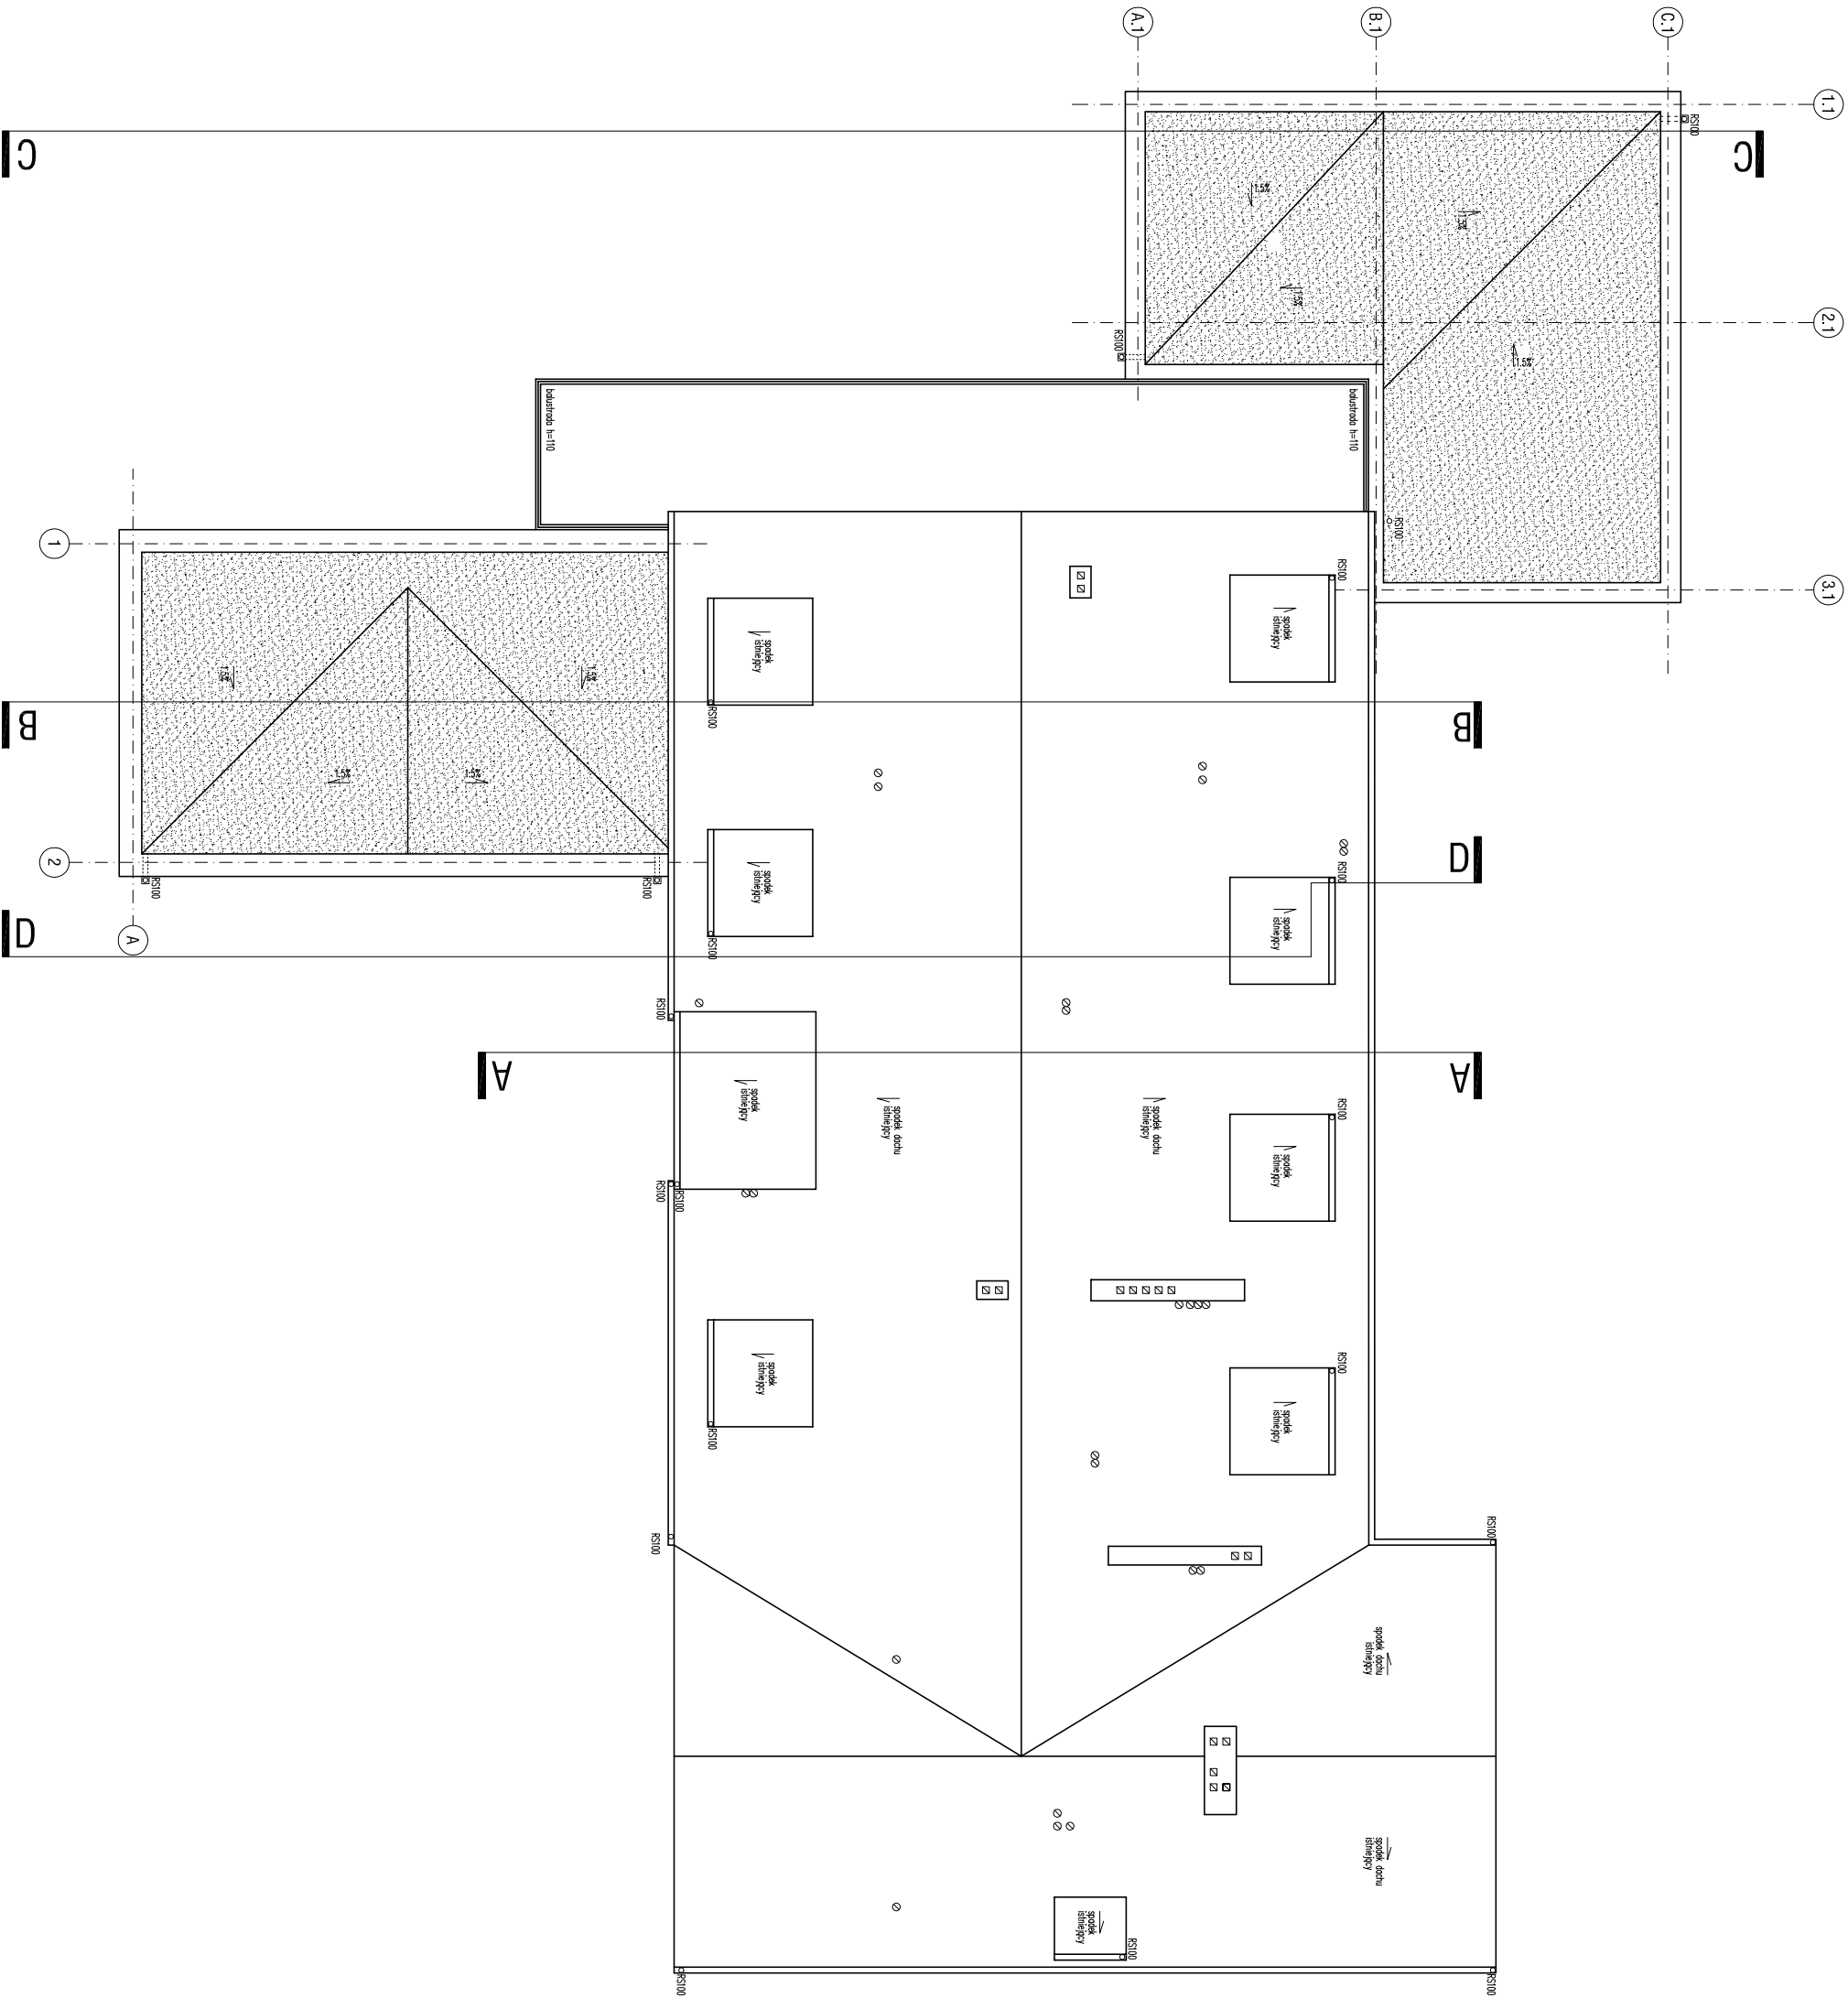 A.1
B.1
C.1
1.1
2.1
3.1
RS100
C
C
1.5%
1.5%
1.5%
1.5%
RS100
balustrada h=110
balustrada h=110
RS100
1
RS100
spadek
istniejący
spadek
istniejący
1.5%
1.5%
RS100
B
B
B
1.5%
1.5%
D
RS100
RS100
RS100
2
spadek
istniejący
spadek
istniejący
RS100
D
A
RS100
A
A
spadek
istniejący
spadek dachu
istniejący
spadek dachu
istniejący
RS100
spadek
istniejący
RS100
RS100
spadek
istniejący
RS100
RS100
spadek
istniejący
RS100
RS100
spadek dachu
istniejący
spadek dachu
istniejący
spadek
istniejący
RS100
RS100
RS100